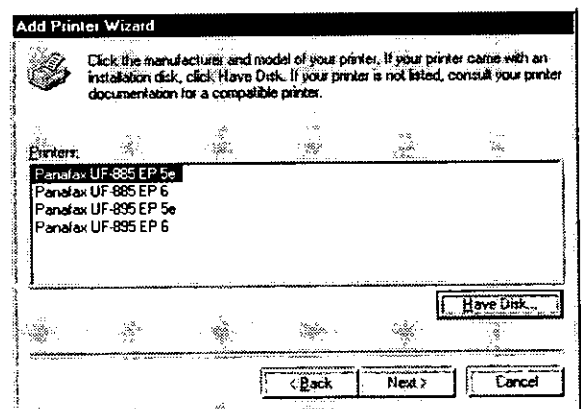 Add Printer Wizard
Click the manufacturer and model of your printer. If your printer came with an
installation disk, click Have Disk. If your printer is not listed, consult your printer
documentation for a compatible printer.
Printers:
Panafax UF-885 EP 5e
Panafax UF-885 EP 6
Panafax UF-895 EP 5e
Panafax UF-895 EP 6
Have Disk...
< Back
Next >
Cancel